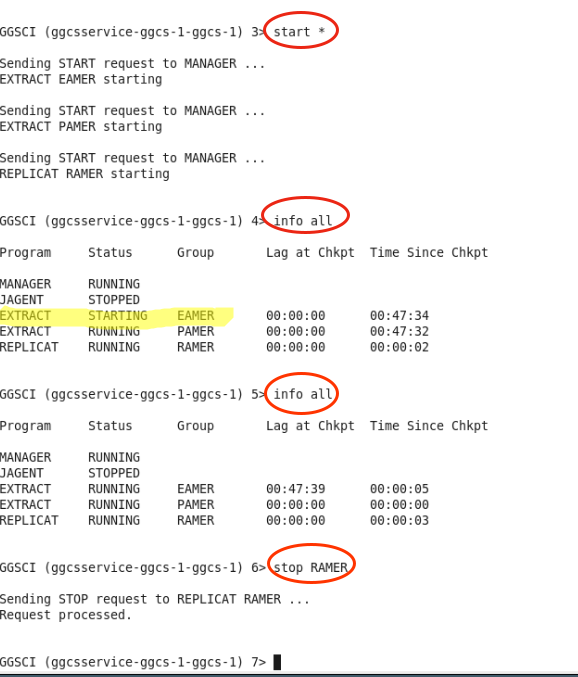 GGSCI (ggcsservice-ggcs-1-ggcs-1) 3> start *
Sending START request to MANAGER ...
EXTRACT EAMER starting
Sending START request to MANAGER ...
EXTRACT PAMER starting
Sending START request to MANAGER ...
REPLICAT RAMER starting
GGSCI (ggcsservice-ggcs-1-ggcs-1) 4> info all
Program Status Group Lag at Chkpt Time Since Chkpt
MANAGER RUNNING
JAGENT STOPPED
EXTRACT STARTING EAMER 00:00:00 00:47:34
EXTRACT RUNNING PAMER 00:00:00 00:47:32
REPLICAT RUNNING RAMER 00:00:00 00:00:02
GGSCI (ggcsservice-ggcs-1-ggcs-1) 5> info all
Program Status Group Lag at Chkpt Time Since Chkpt
MANAGER RUNNING
JAGENT STOPPED
EXTRACT RUNNING EAMER 00:47:39 00:00:05
EXTRACT RUNNING PAMER 00:00:00 00:00:00
REPLICAT RUNNING RAMER 00:00:00 00:00:03
GGSCI (ggcsservice-ggcs-1-ggcs-1) 6> stop RAMER
Sending STOP request to REPLICAT RAMER ...
Request processed.
GGSCI (ggcsservice-ggcs-1-ggcs-1) 7>